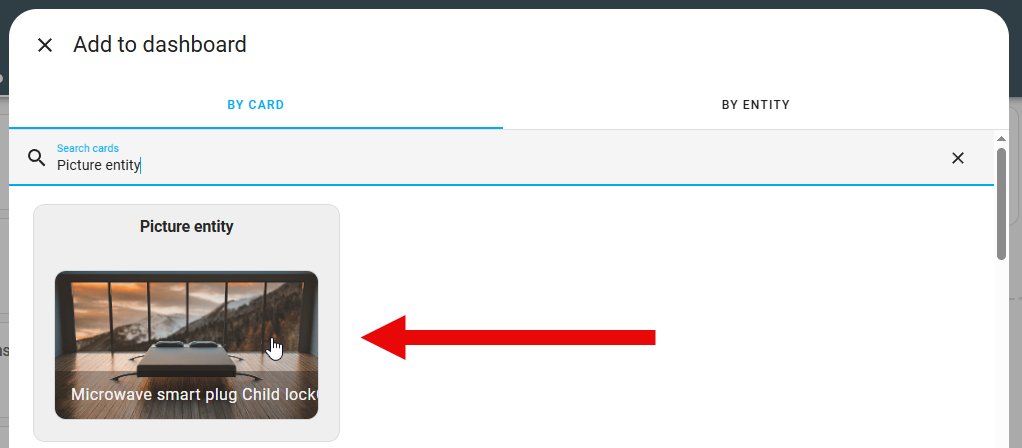 Add to dashboard
BY CARD
BY ENTITY
Search cards
Picture entity
Picture entity
Microwave smart plug Child lock